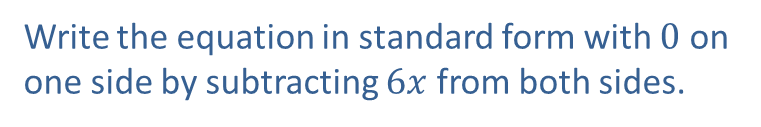 Write the equation in standard form with 0 on
one side by subtracting 6x from both sides.